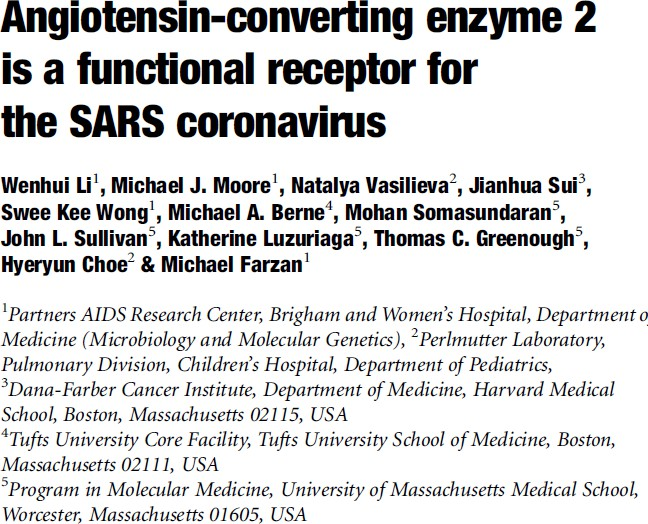 Angiotensin-converting enzyme 2
is a functional receptor for
the SARS coronavirus
Wenhui Li1, Michael J. Moore1, Natalya Vasilieva2, Jianhua Sui3,
Swee Kee Wong1, Michael A. Berne4, Mohan Somasundaran5,
John L. Sullivan5, Katherine Luzuriaga5, Thomas C. Greenough5,
Hyeryun Choe2 & Michael Farzan1
1Partners AIDS Research Center, Brigham and Women's Hospital, Department o
Medicine (Microbiology and Molecular Genetics), 2Perlmutter Laboratory,
Pulmonary Division, Children's Hospital, Department of Pediatrics,
3Dana-Farber Cancer Institute, Department of Medicine, Harvard Medical
School, Boston, Massachusetts 02115, USA
4Tufts University Core Facility, Tufts University School of Medicine, Boston,
Massachusetts 02111, USA
5Program in Molecular Medicine, University of Massachusetts Medical School,
Worcester, Massachusetts 01605, USA